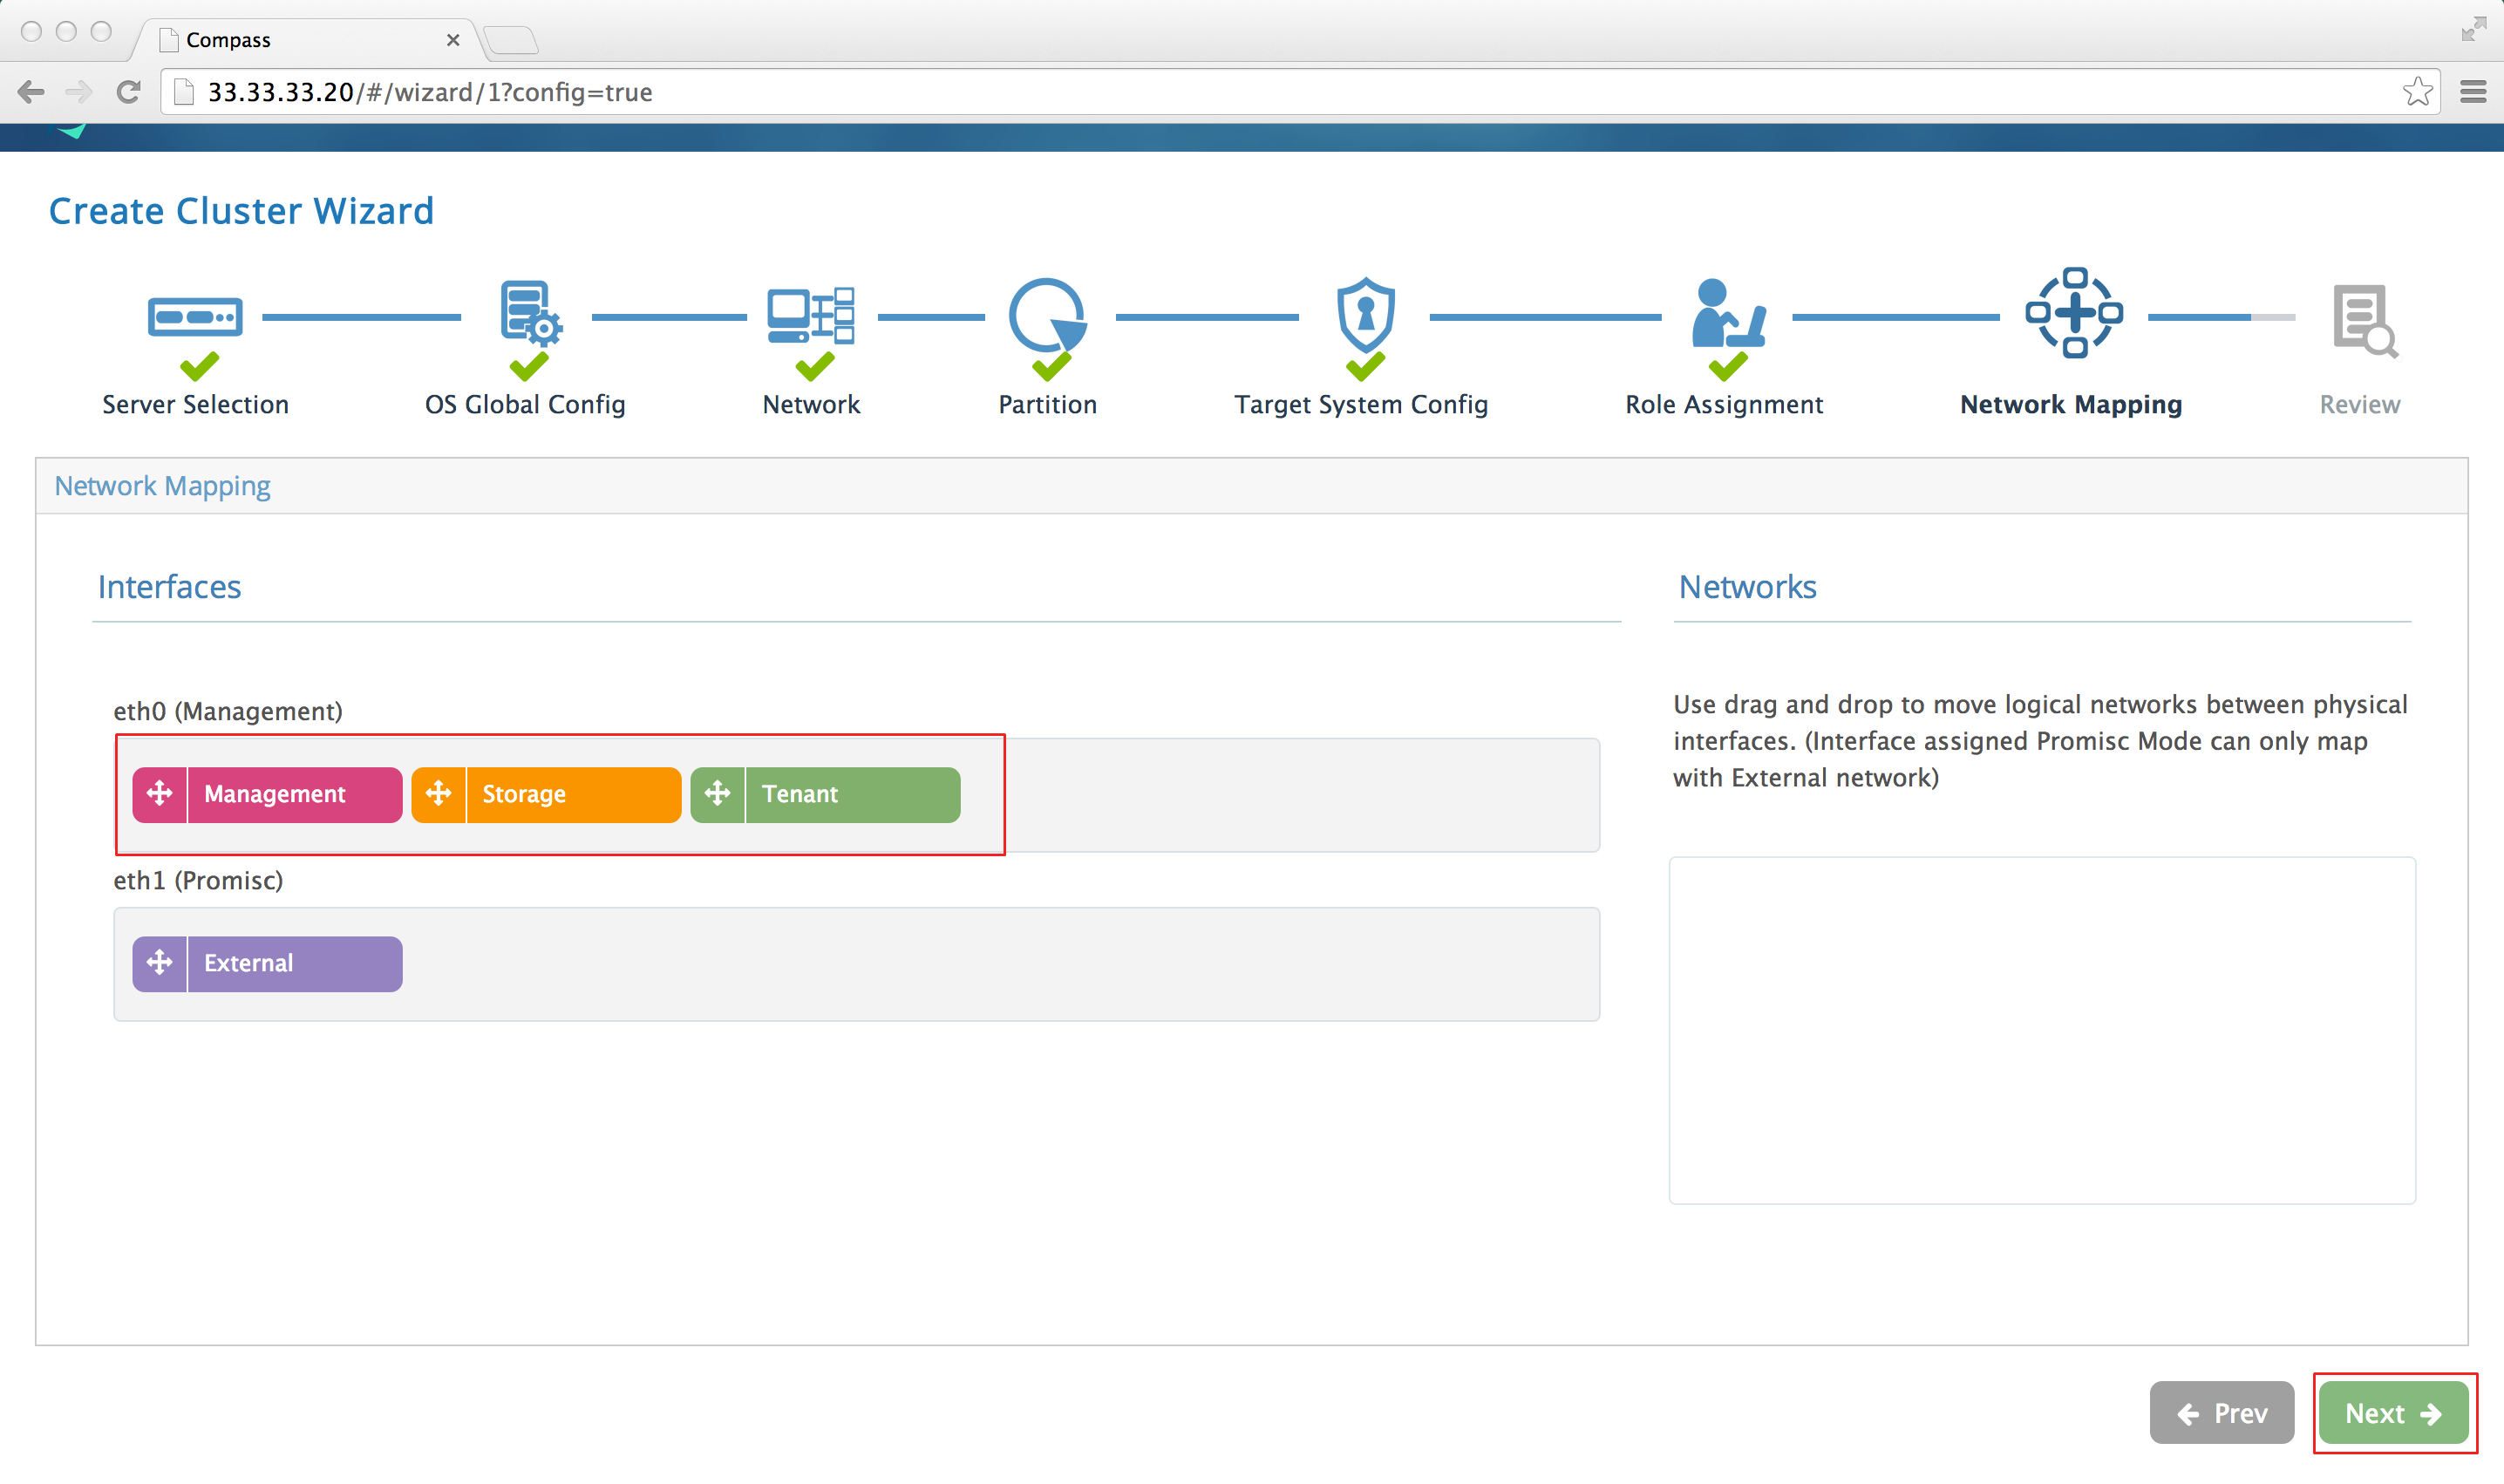 Compass
33.33.33.20/#/wizard/1?config=true
Create Cluster Wizard
Server Selection
OS Global Config
Network
Partition
Target System Config
Role Assignment
Network Mapping
Review
Network Mapping
Interfaces
Networks
eth0 (Management)
Management
Storage
Tenant
eth1 (Promisc)
External
Use drag and drop to move logical networks between physical
interfaces. (Interface assigned Promisc Mode can only map
with External network)
Prev
Next